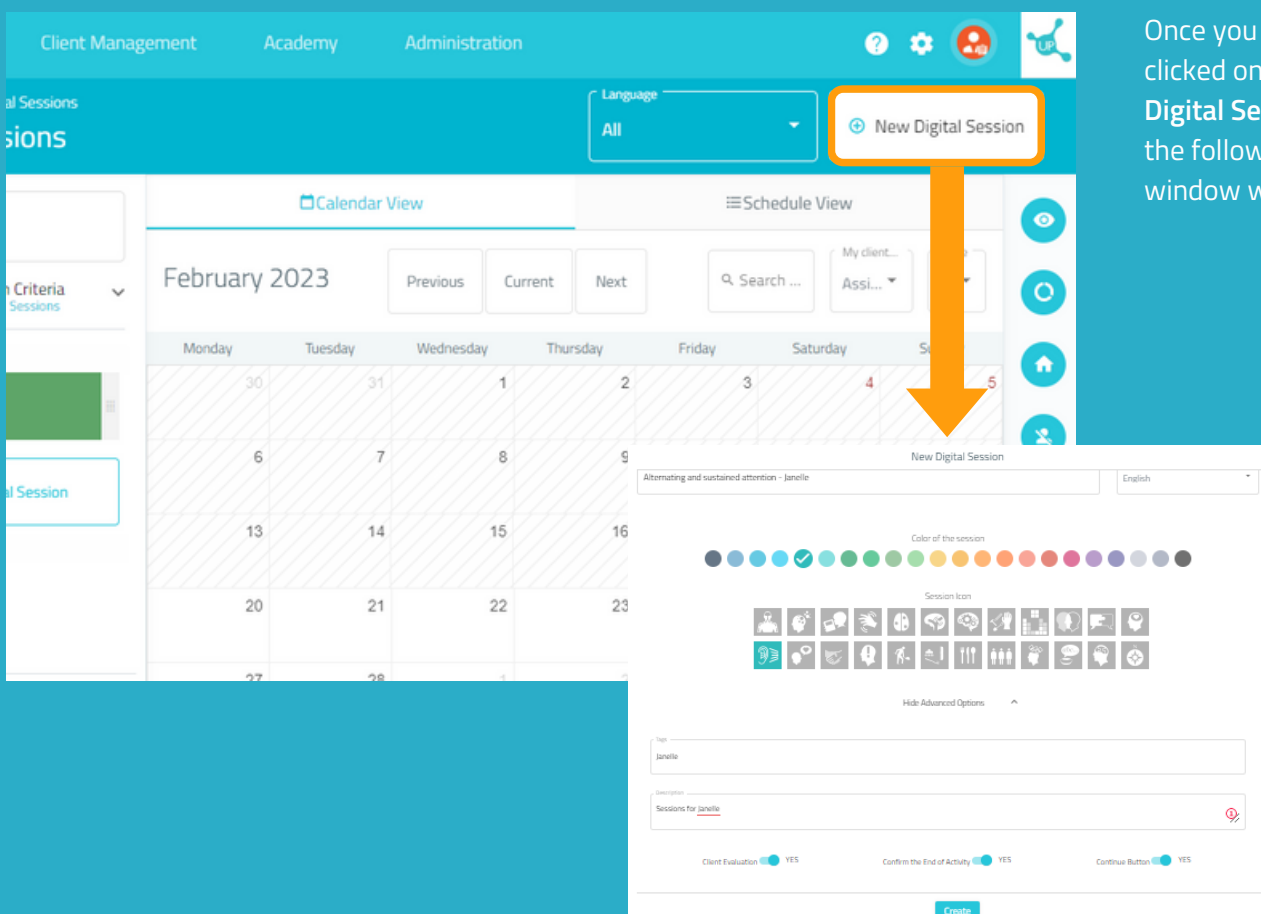 Client Management Academy Administration
UP
al Sessions
sions
Language
All
New Digital Session
Once you
clicked on
Digital Se
the follow
window w
Calendar View Schedule View
February 2023 Previous Current Next
Search ...
My client...
Assi...
n Criteria
Sessions
Monday Tuesday Wednesday Thursday Friday Saturday
30 31 1 2 3 4 5
6 7 8 9
al Session
13 14 15 16
20 21 22 23
27 28 1
New Digital Session
Alternating and sustained attention - Janelle
English
Color of the session
Session Icon
Hide Advanced Options
Tags
Janelle
Description
Sessions for Janelle
1
Client Evaluation YES Confirm the End of Activity YES Continue Button YES
Create